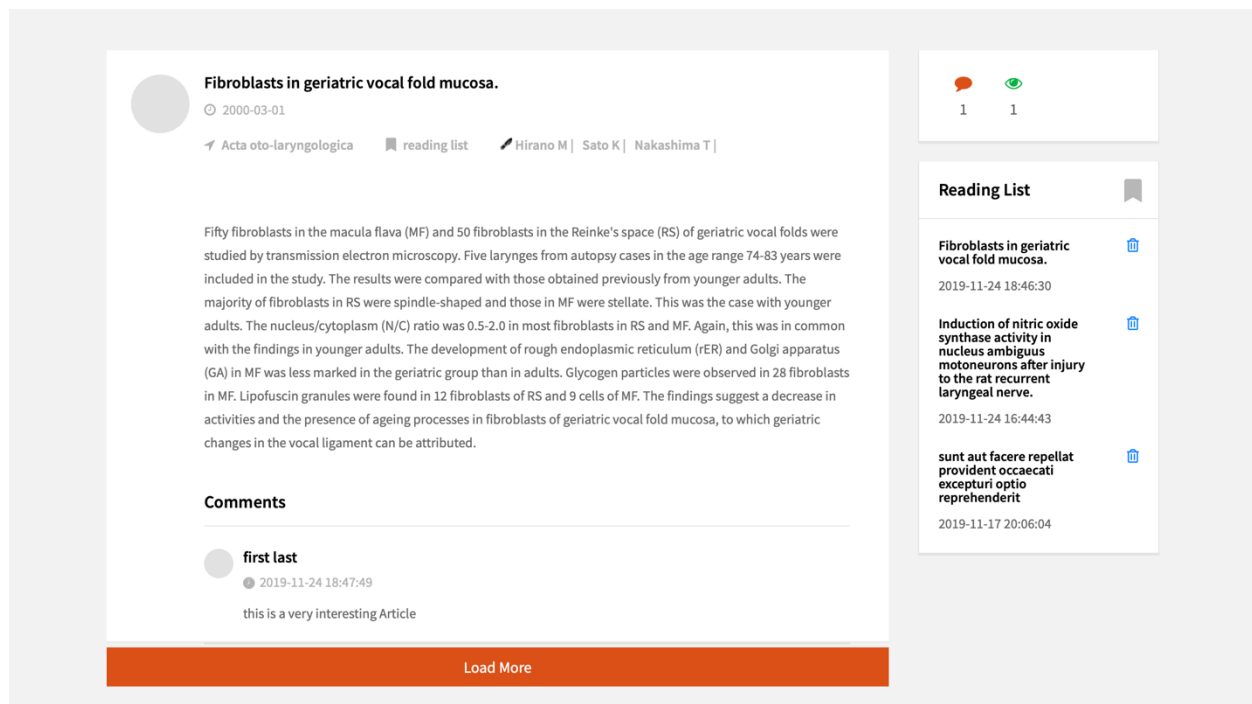 Fibroblasts in geriatric vocal fold mucosa.
2000-03-01
Acta oto-laryngologica reading list Hirano M | Sato K | Nakashima T |
Fifty fibroblasts in the macula flava (MF) and 50 fibroblasts in the Reinke's space (RS) of geriatric vocal folds were
studied by transmission electron microscopy. Five larynges from autopsy cases in the age range 74-83 years were
included in the study. The results were compared with those obtained previously from younger adults. The
majority of fibroblasts in RS were spindle-shaped and those in MF were stellate. This was the case with younger
adults. The nucleus/cytoplasm (N/C) ratio was 0.5-2.0 in most fibroblasts in RS and MF. Again, this was in common
with the findings in younger adults. The development of rough endoplasmic reticulum (rER) and Golgi apparatus
(GA) in MF was less marked in the geriatric group than in adults. Glycogen particles were observed in 28 fibroblasts
in MF. Lipofuscin granules were found in 12 fibroblasts of RS and 9 cells of MF. The findings suggest a decrease in
activities and the presence of ageing processes in fibroblasts of geriatric vocal fold mucosa, to which geriatric
changes in the vocal ligament can be attributed.
Comments
first last
2019-11-24 18:47:49
this is a very interesting Article
Load More
1 1
Reading List
Fibroblasts in geriatric
vocal fold mucosa.
2019-11-24 18:46:30
Induction of nitric oxide
synthase activity in
nucleus ambiguus
motoneurons after injury
to the rat recurrent
laryngeal nerve.
2019-11-24 16:44:43
sunt aut facere repellat
provident occaecati
excepturi optio
reprehenderit
2019-11-17 20:06:04